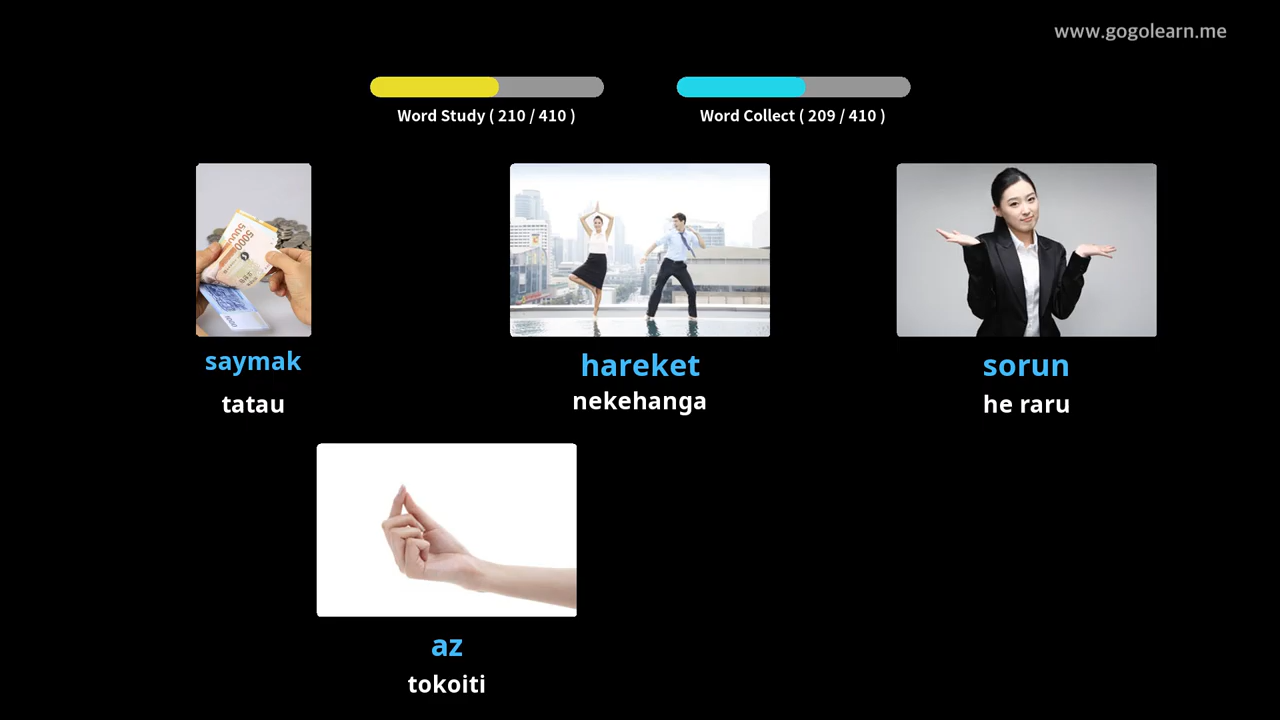 www.gogolearn.me
Word Study ( 210 / 410 )
Word Collect ( 209 / 410 )
saymak
tatau
hareket
nekehanga
sorun
he raru
az
tokoiti